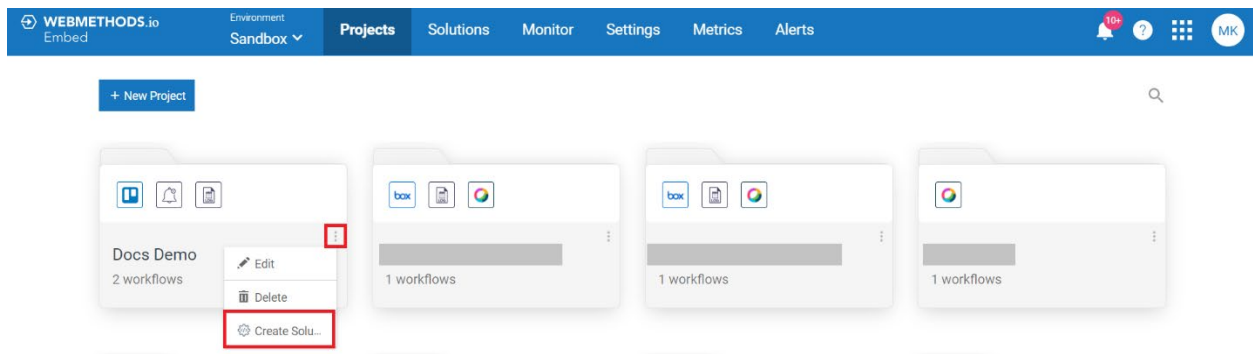 WEBMETHODS.io
Embed
Environment
Sandbox
Projects
Solutions
Monitor
Settings
Metrics
Alerts
10+
?
MK
+ New Project
box
box
Docs Demo
2 workflows
Edit
Delete
Create Solu...
1 workflows
1 workflows
1 workflows